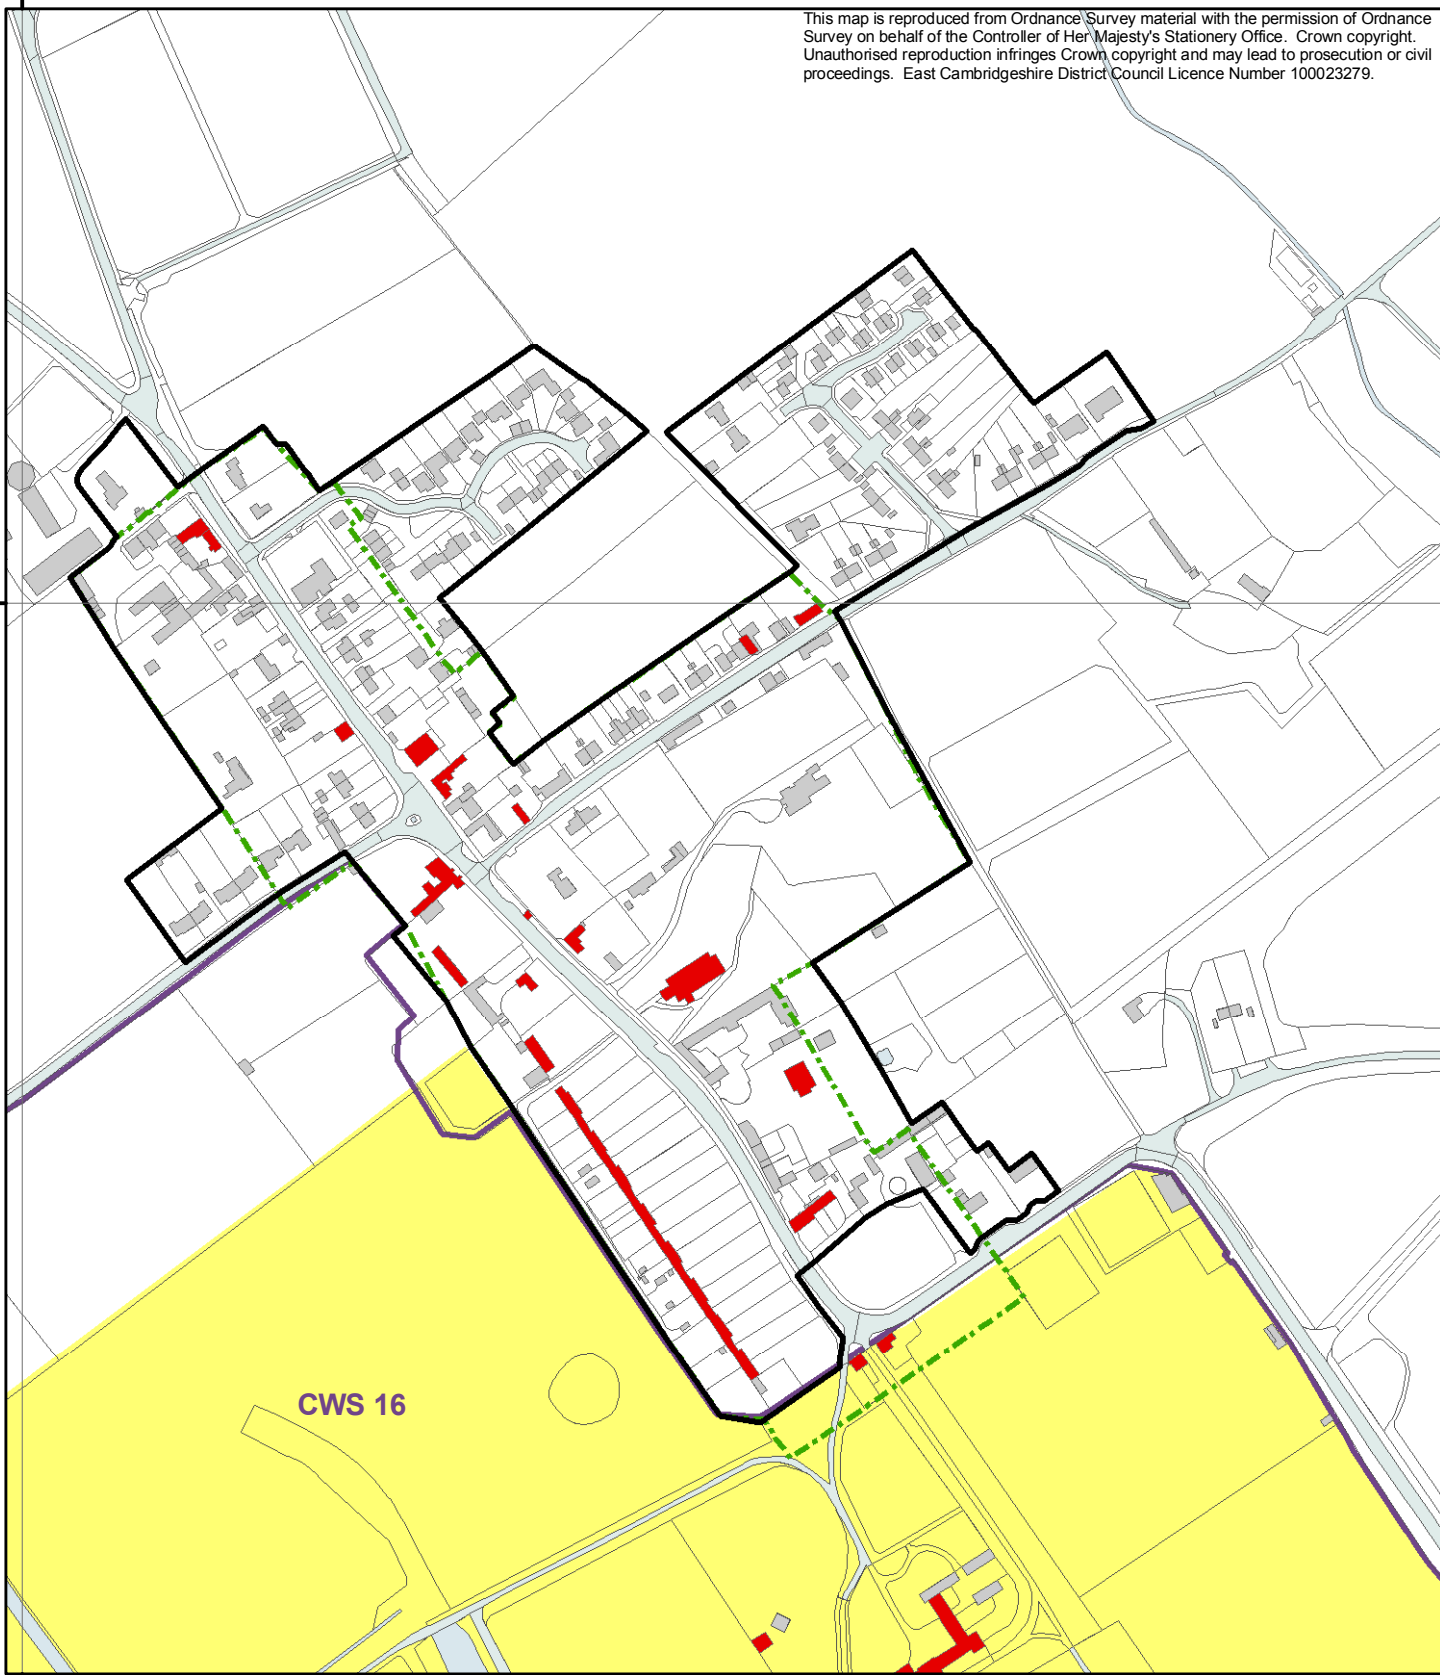 This map is reproduced from Ordnance Survey material with the permission of Ordnance
Survey on behalf of the Controller of Her Majesty's Stationery Office.  Crown copyright.
Unauthorised reproduction infringes Crown copyright and may lead to prosecution or civil
proceedings.  East Cambridgeshire District Council Licence Number 100023279.
CWS 16